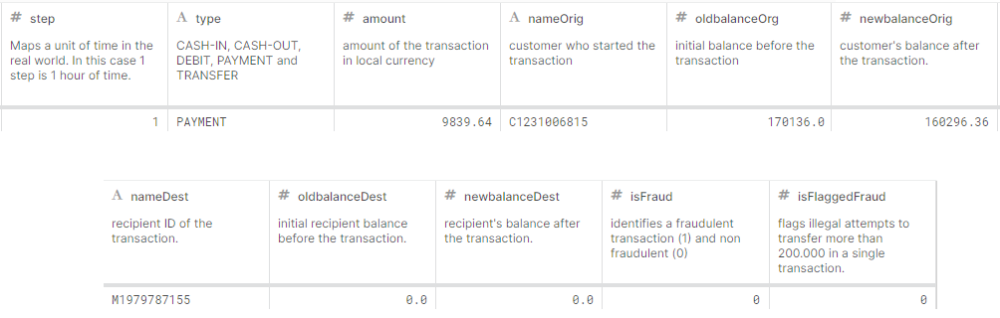 # step A type # amount A nameOrig # oldbalanceOrg # newbalanceOrig
Maps a unit of time in the CASH-IN, CASH-OUT, amount of the transaction customer who started the initial balance before the customer's balance after
real world. In this case 1 DEBIT, PAYMENT and in local currency transaction transaction the transaction.
step is 1 hour of time. TRANSFER
1 PAYMENT 9839.64 C1231006815 170136.0 160296.36
A nameDest # oldbalanceDest # newbalanceDest # isFraud # isFlaggedFraud
recipient ID of the initial recipient balance recipient's balance after identifies a fraudulent flags illegal attempts to
transaction. before the transaction. the transaction. transaction (1) and non transfer more than
fraudulent (0) 200.000 in a single
transaction.
M1979787155 0.0 0.0 0 0